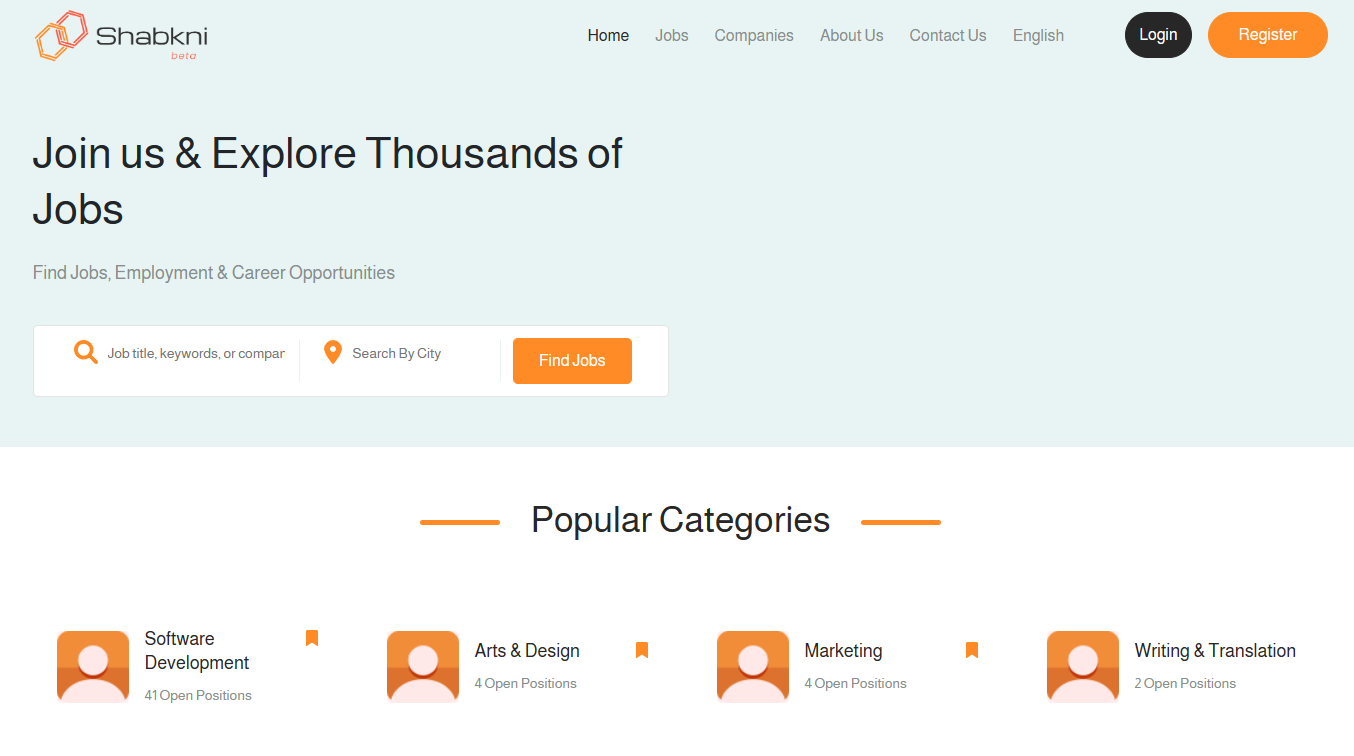 Shabkni
beta
Home Jobs Companies About Us Contact Us English Login Register
Join us & Explore Thousands of
Jobs
Find Jobs, Employment & Career Opportunities
Job title, keywords, or compar Search By City Find Jobs
Popular Categories
Software
Development
41 Open Positions
Arts & Design
4 Open Positions
Marketing
4 Open Positions
Writing & Translation
2 Open Positions